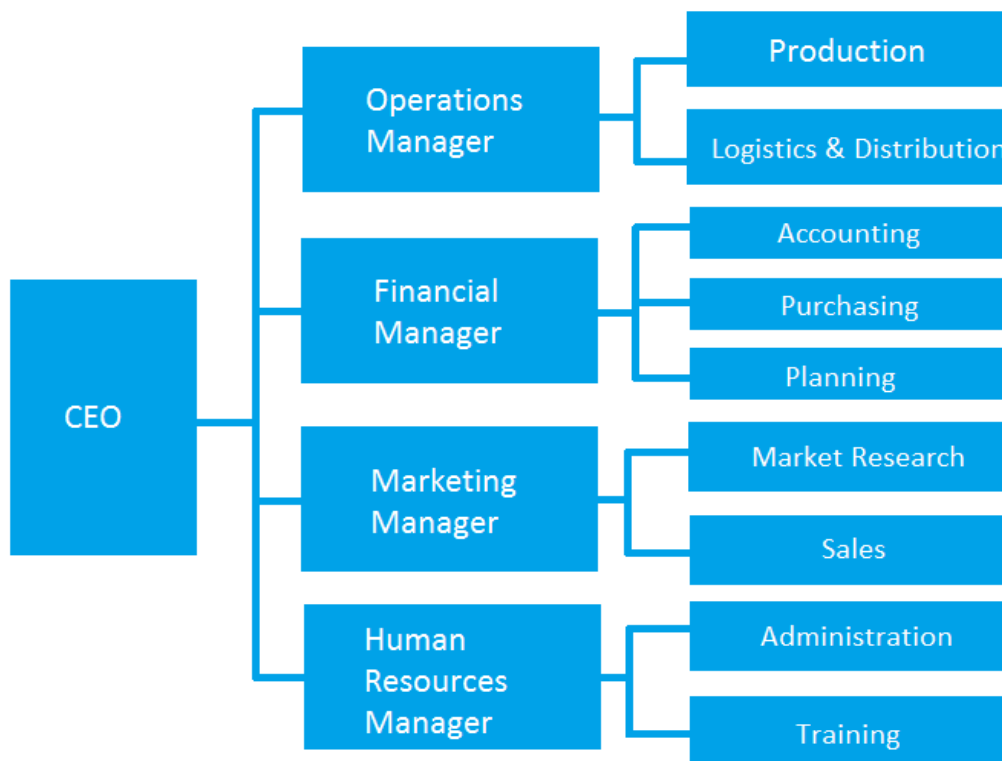 CEO
Operations
Manager
Production
Logistics & Distribution
Financial
Manager
Accounting
Purchasing
Planning
Marketing
Manager
Market Research
Sales
Human
Resources
Manager
Administration
Training